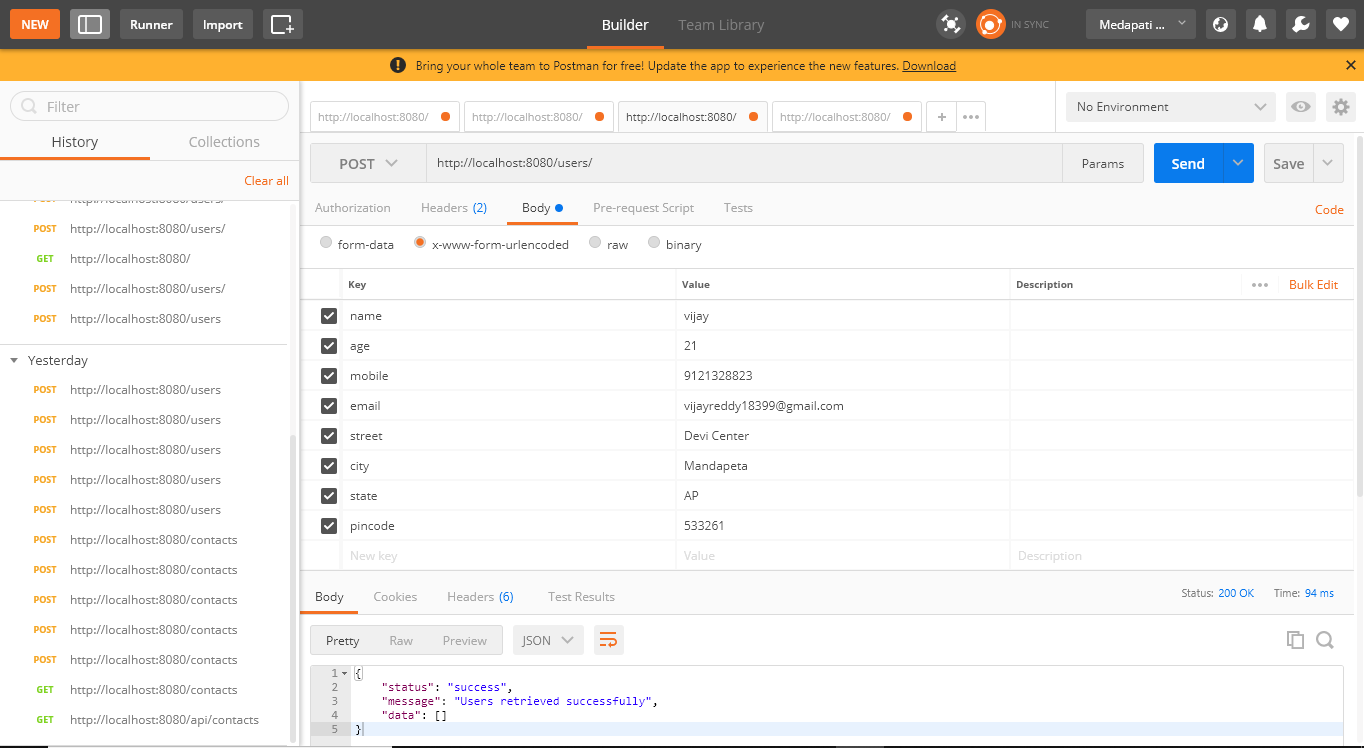 NEW Runner Import Builder Team Library IN SYNC Medapati ...
! Bring your whole team to Postman for free! Update the app to experience the new features. Download
Filter
History Collections
Clear all
http://localhost:8080/users/
POST http://localhost:8080/users/
GET http://localhost:8080/
POST http://localhost:8080/users/
POST http://localhost:8080/users
Yesterday
POST http://localhost:8080/users
POST http://localhost:8080/users
POST http://localhost:8080/users
POST http://localhost:8080/users
POST http://localhost:8080/users
POST http://localhost:8080/contacts
POST http://localhost:8080/contacts
POST http://localhost:8080/contacts
POST http://localhost:8080/contacts
POST http://localhost:8080/contacts
GET http://localhost:8080/contacts
GET http://localhost:8080/api/contacts
http://localhost:8080/ http://localhost:8080/ http://localhost:8080/ http://localhost:8080/ + ••• No Environment
POST http://localhost:8080/users/ Params Send Save
Authorization Headers (2) Body Pre-request Script Tests Code
form-data x-www-form-urlencoded raw binary
Key Value Description ••• Bulk Edit
name vijay
age 21
mobile 9121328823
email vijayreddy18399@gmail.com
street Devi Center
city Mandapeta
state AP
pincode 533261
New key Value Description
Body Cookies Headers (6) Test Results Status: 200 OK Time: 94 ms
Pretty Raw Preview JSON
1 {
2 "status": "success",
3 "message": "Users retrieved successfully",
4 "data": []
5 }